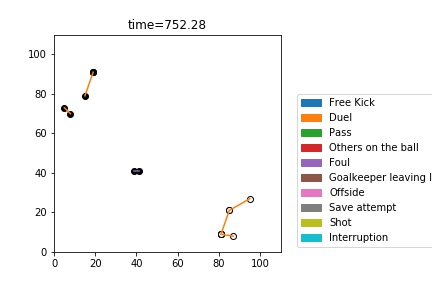 time=752.28
100
80
60
40
20
0
0 20 40 60 80 100
Free Kick
Duel
Pass
Others on the ball
Foul
Goalkeeper leaving l
Offside
Save attempt
Shot
Interruption